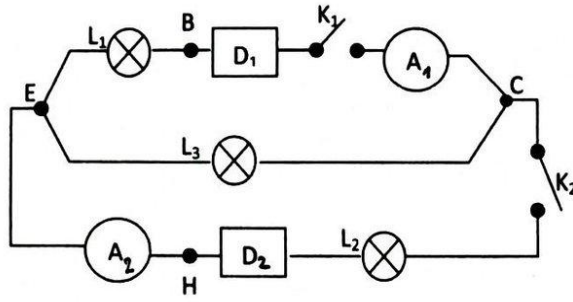 L₁ B D₁ K₁ A₁
E C
L₃
K₂
A₂ D₂ L₂
H